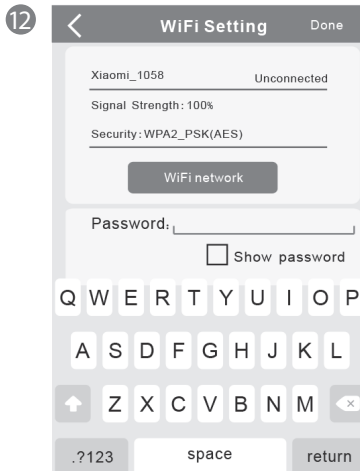 12
WiFi Setting Done
Xiaomi_1058 Unconnected
Signal Strength: 100%
Security: WPA2_PSK(AES)
WiFi network
Password:
Show password
Q W E R T Y U I O P
A S D F G H J K L
Z X C V B N M
.?123 space return